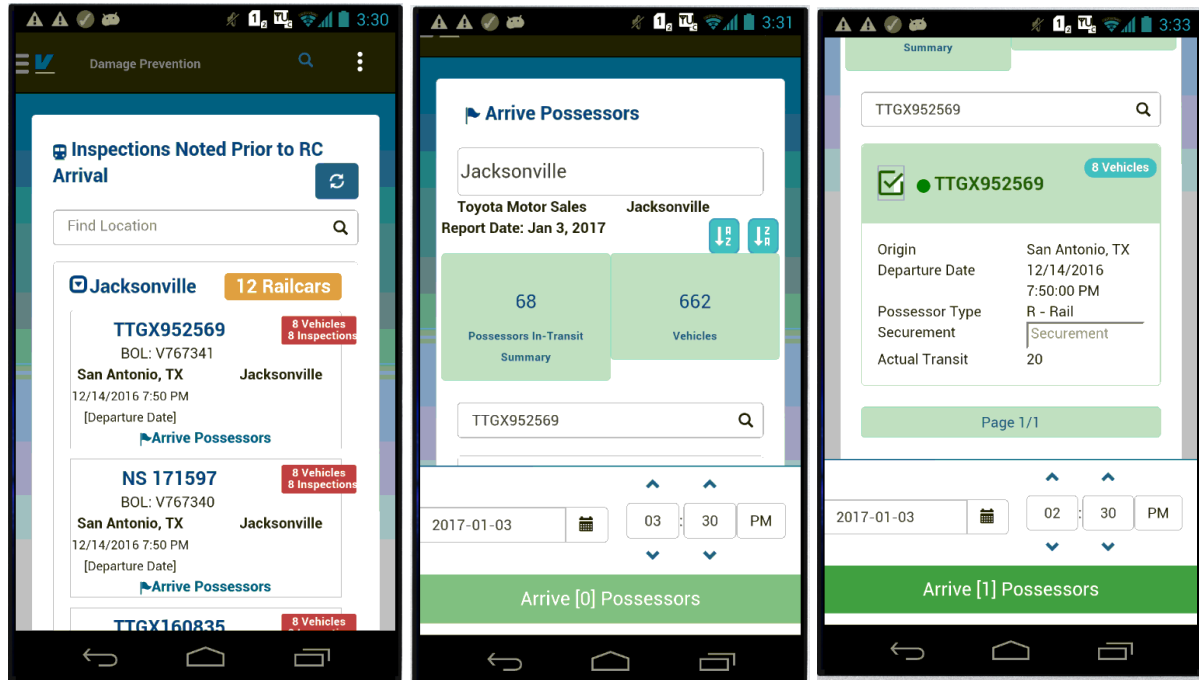 3:30
Damage Prevention
Inspections Noted Prior to RC
Arrival
Find Location
Jacksonville
12 Railcars
TTGX952569
8 Vehicles
8 Inspections
BOL: V767341
San Antonio, TX
Jacksonville
12/14/2016 7:50 PM
[Departure Date]
Arrive Possessors
NS 171597
8 Vehicles
8 Inspections
BOL: V767340
San Antonio, TX
Jacksonville
12/14/2016 7:50 PM
[Departure Date]
Arrive Possessors
TTGX160835
8 Vehicles
3:31
Arrive Possessors
Jacksonville
Toyota Motor Sales
Jacksonville
Report Date: Jan 3, 2017
68
Possessors In-Transit
Summary
662
Vehicles
TTGX952569
2017-01-03
03 : 30 PM
Arrive [0] Possessors
3:33
Summary
TTGX952569
8 Vehicles
TTGX952569
Origin San Antonio, TX
Departure Date 12/14/2016
7:50:00 PM
Possessor Type R - Rail
Securement Securement
Actual Transit 20
Page 1/1
2017-01-03
02 : 30 PM
Arrive [1] Possessors